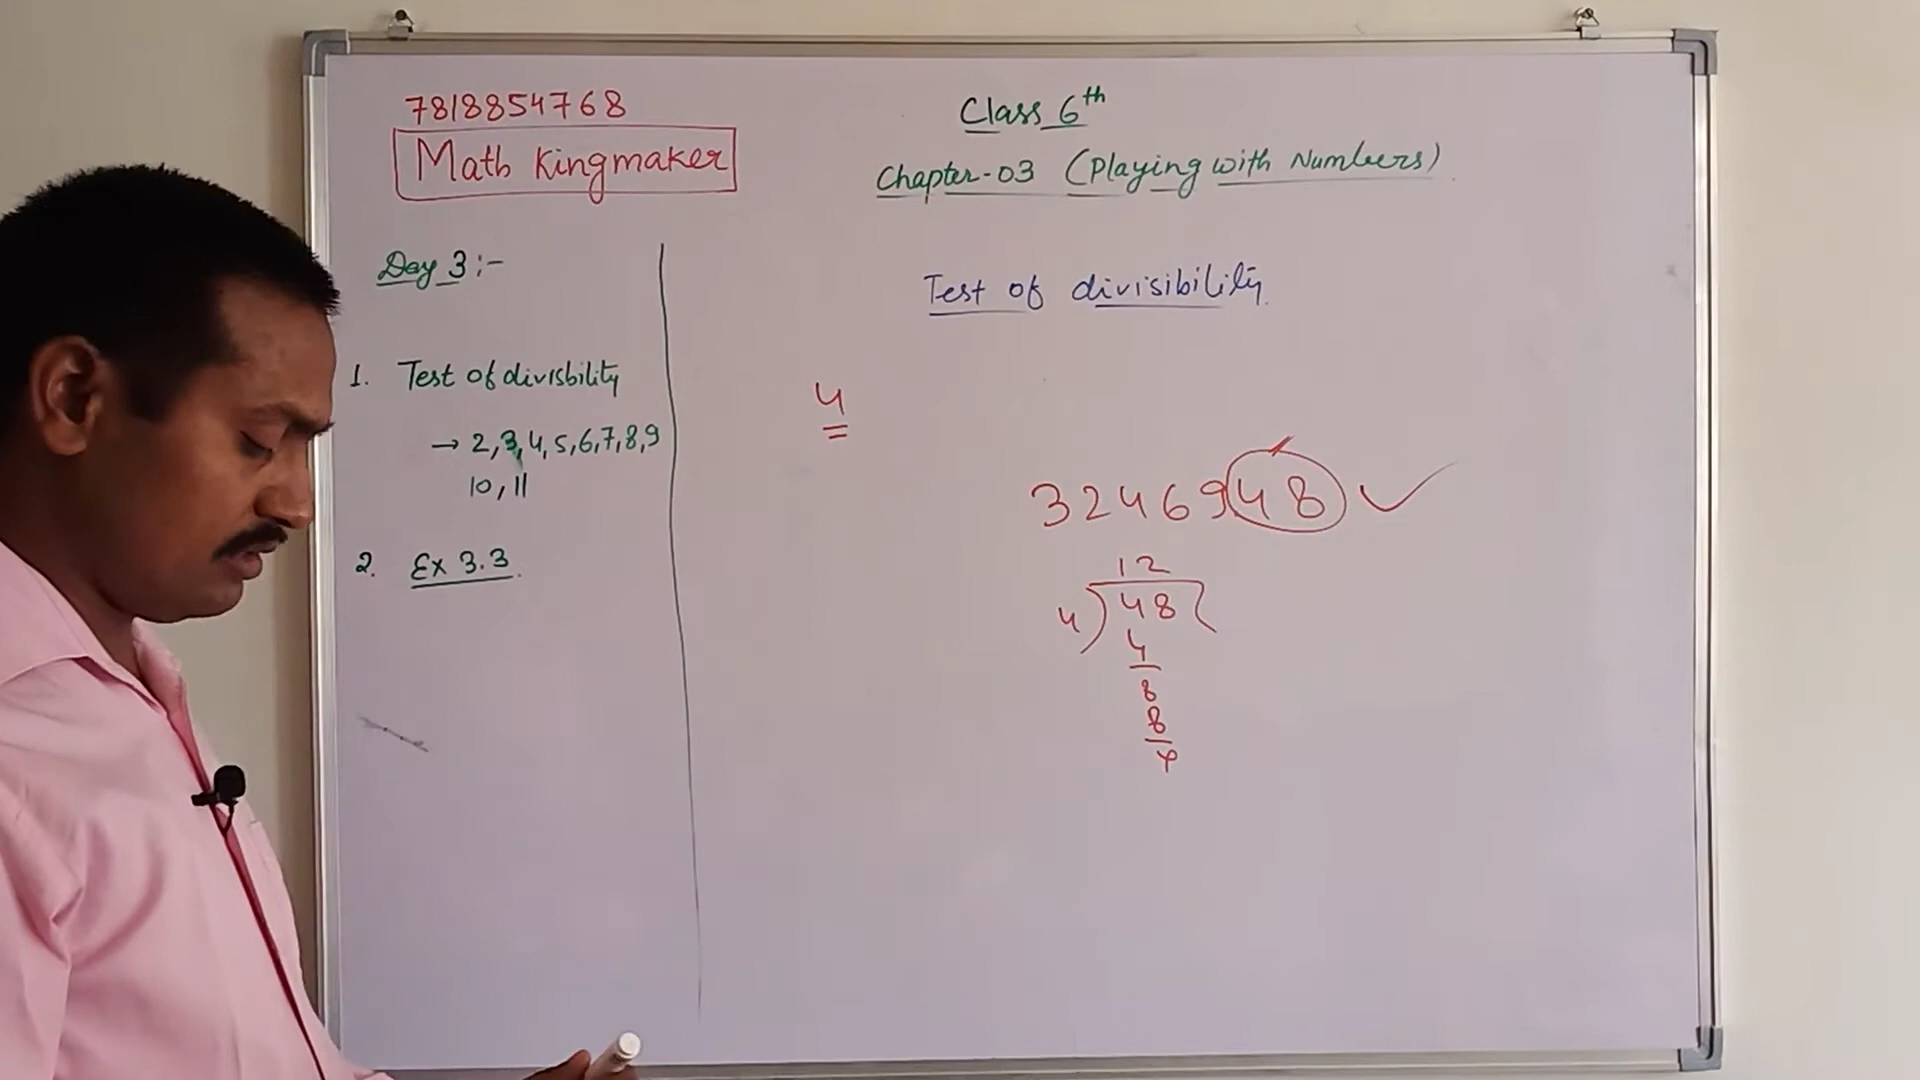 7818854768
Math Kingmaker
Class 6th
Chapter-03 (Playing with Numbers)
Day 3:-
1. Test of divisbility
→ 2,3,4,5,6,7,8,9
10,11
2. Ex 3.3.
Test of divisibility
4
3246948 ✓
12
4) 48 (
4
8
8